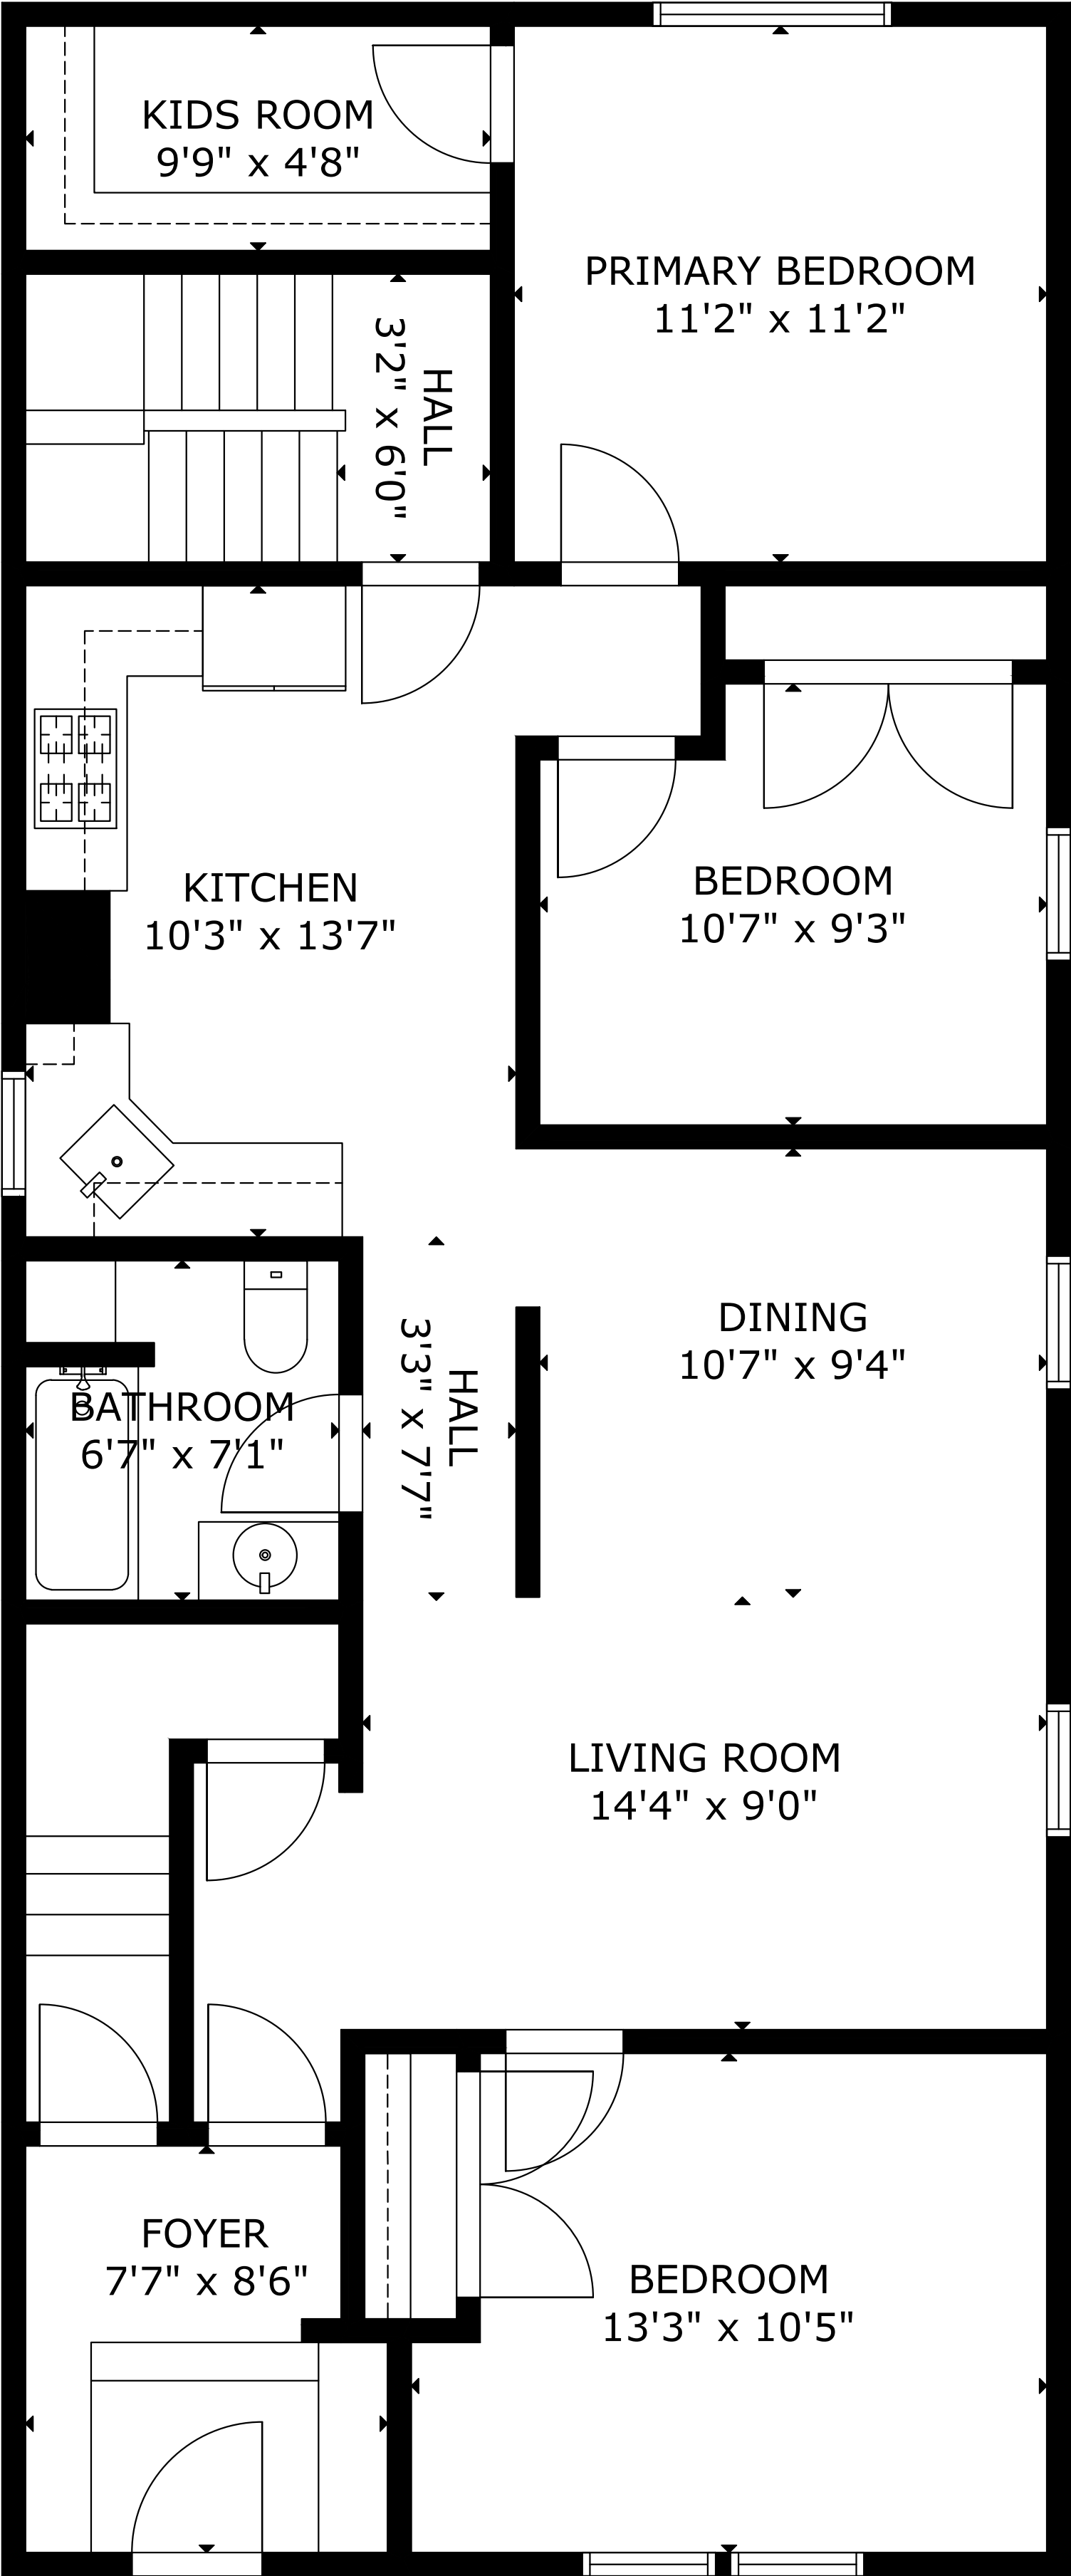 KIDS ROOM
9'9" x 4'8"
PRIMARY BEDROOM
11'2" x 11'2"
HALL
3'2" x 6'0"
KITCHEN
10'3" x 13'7"
BEDROOM
10'7" x 9'3"
DINING
10'7" x 9'4"
HALL
3'3" x 7'7"
BATHROOM
6'7" x 7'1"
LIVING ROOM
14'4" x 9'0"
FOYER
7'7" x 8'6"
BEDROOM
13'3" x 10'5"